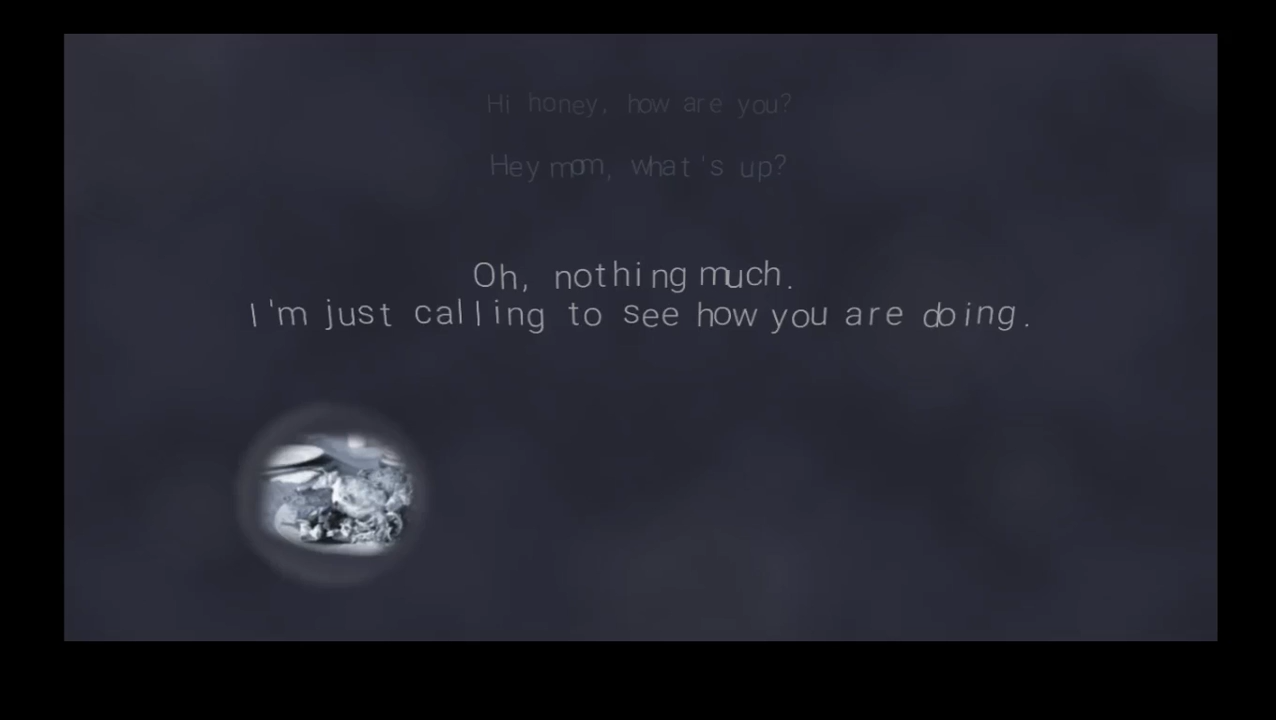 Hi honey, how are you?
Hey mom, what's up?
Oh, nothing much.
I'm just calling to see how you are doing.